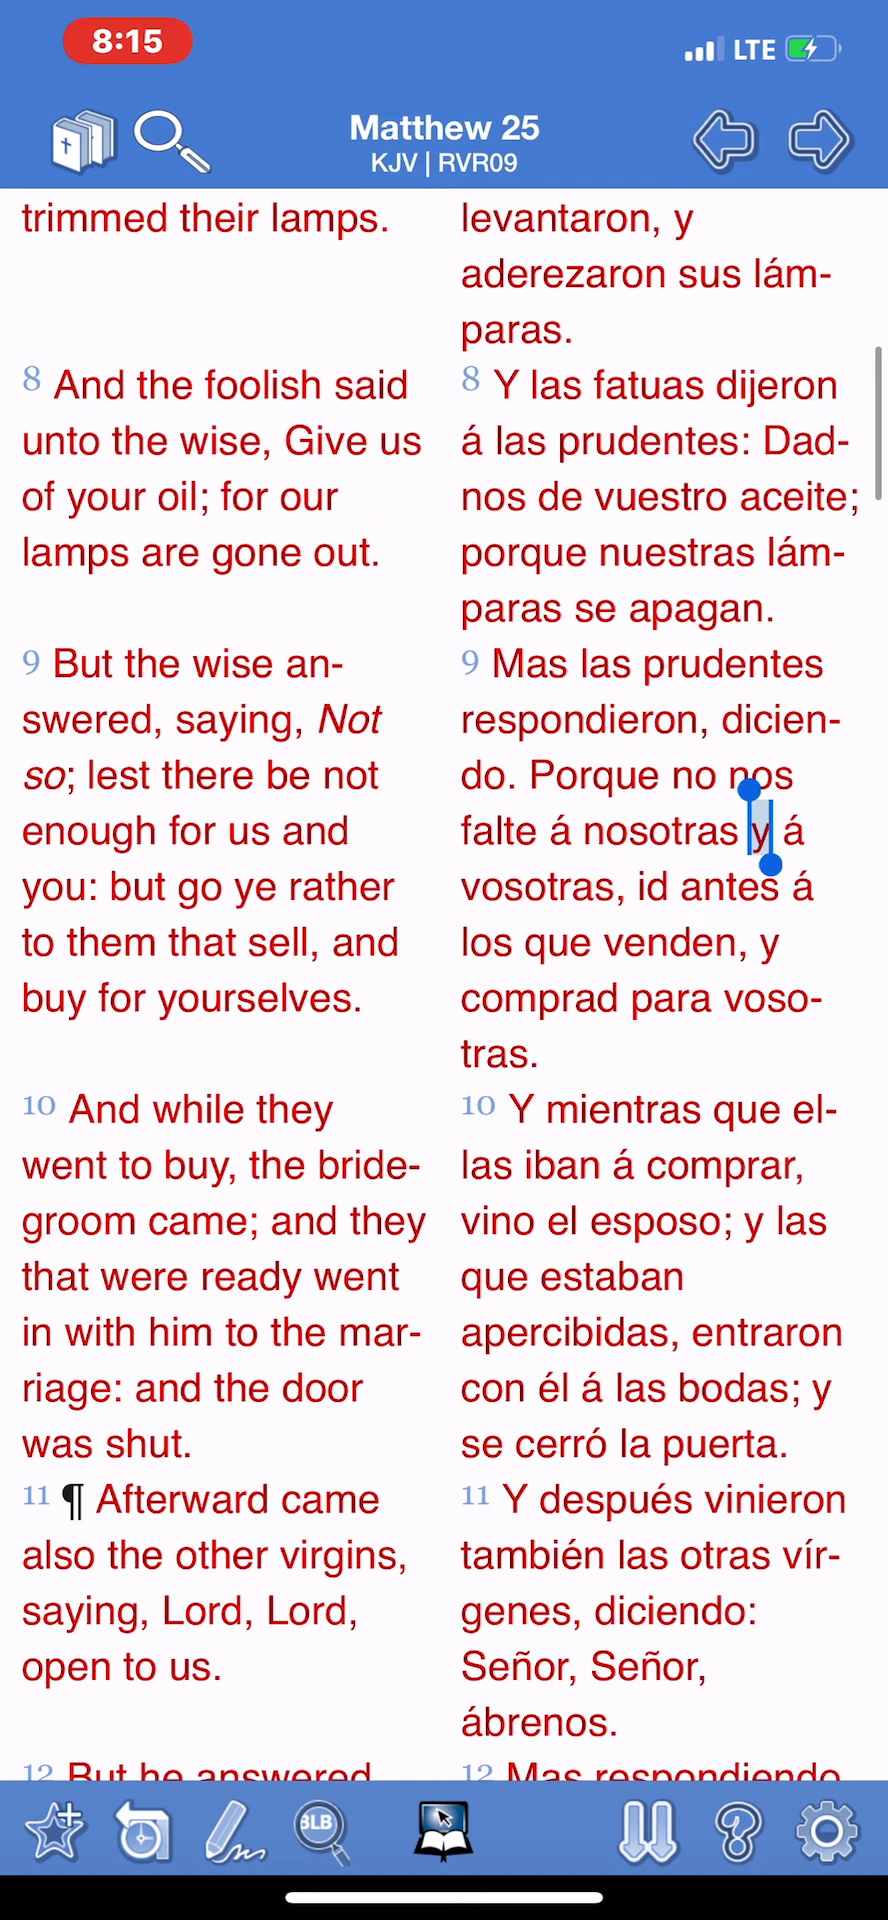 8:15
LTE
Matthew 25
KJV | RVR09
trimmed their lamps.
levantaron, y
aderezaron sus lám-
paras.
8 And the foolish said
unto the wise, Give us
of your oil; for our
lamps are gone out.
8 Y las fatuas dijeron
á las prudentes: Dad-
nos de vuestro aceite;
porque nuestras lám-
paras se apagan.
9 But the wise an-
swered, saying, Not
so; lest there be not
enough for us and
you: but go ye rather
to them that sell, and
buy for yourselves.
9 Mas las prudentes
respondieron, dicien-
do. Porque no nos
falte á nosotras y á
vosotras, id antes á
los que venden, y
comprad para voso-
tras.
10 And while they
went to buy, the bride-
groom came; and they
that were ready went
in with him to the mar-
riage: and the door
was shut.
10 Y mientras que el-
las iban á comprar,
vino el esposo; y las
que estaban
apercibidas, entraron
con él á las bodas; y
se cerró la puerta.
11 ¶ Afterward came
also the other virgins,
saying, Lord, Lord,
open to us.
11 Y después vinieron
también las otras vír-
genes, diciendo:
Señor, Señor,
ábrenos.
12 But he answered
12 Mas respondiendo
BLB